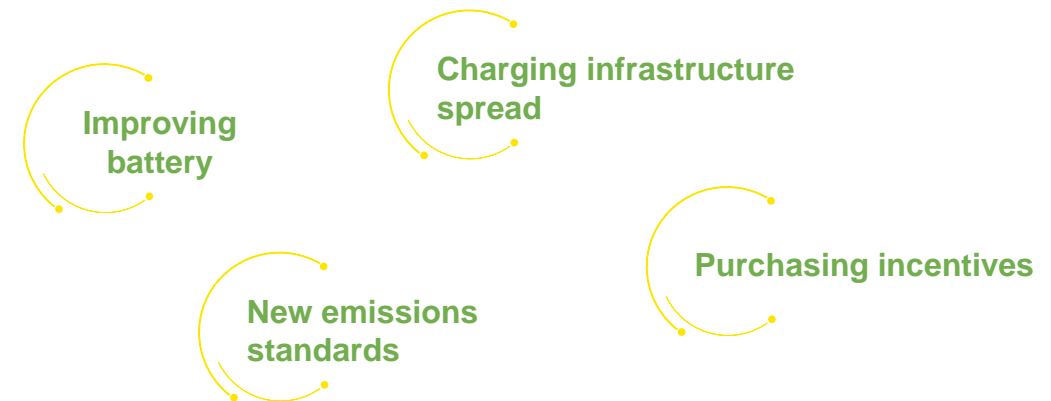 Charging infrastructure
spread
Improving
battery
Purchasing incentives
New emissions
standards